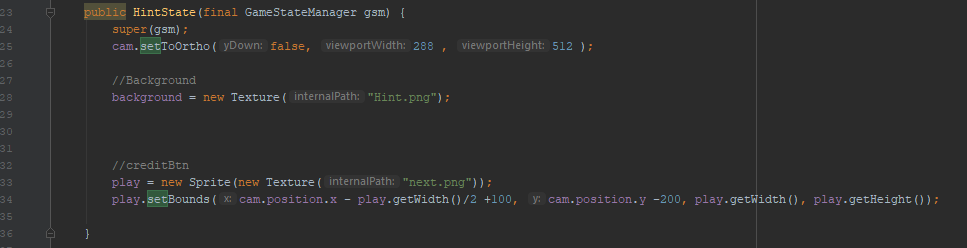 23 public HintState(final GameStateManager gsm) {
24 super(gsm);
25 cam.setToOrtho( yDown: false, viewportWidth: 288 , viewportHeight: 512 );
26
27 //Background
28 background = new Texture( internalPath: "Hint.png");
29
30
31
32 //creditBtn
33 play = new Sprite(new Texture( internalPath: "next.png"));
34 play.setBounds( x: cam.position.x - play.getWidth()/2 +100, y: cam.position.y -200, play.getWidth(), play.getHeight());
35
36 }